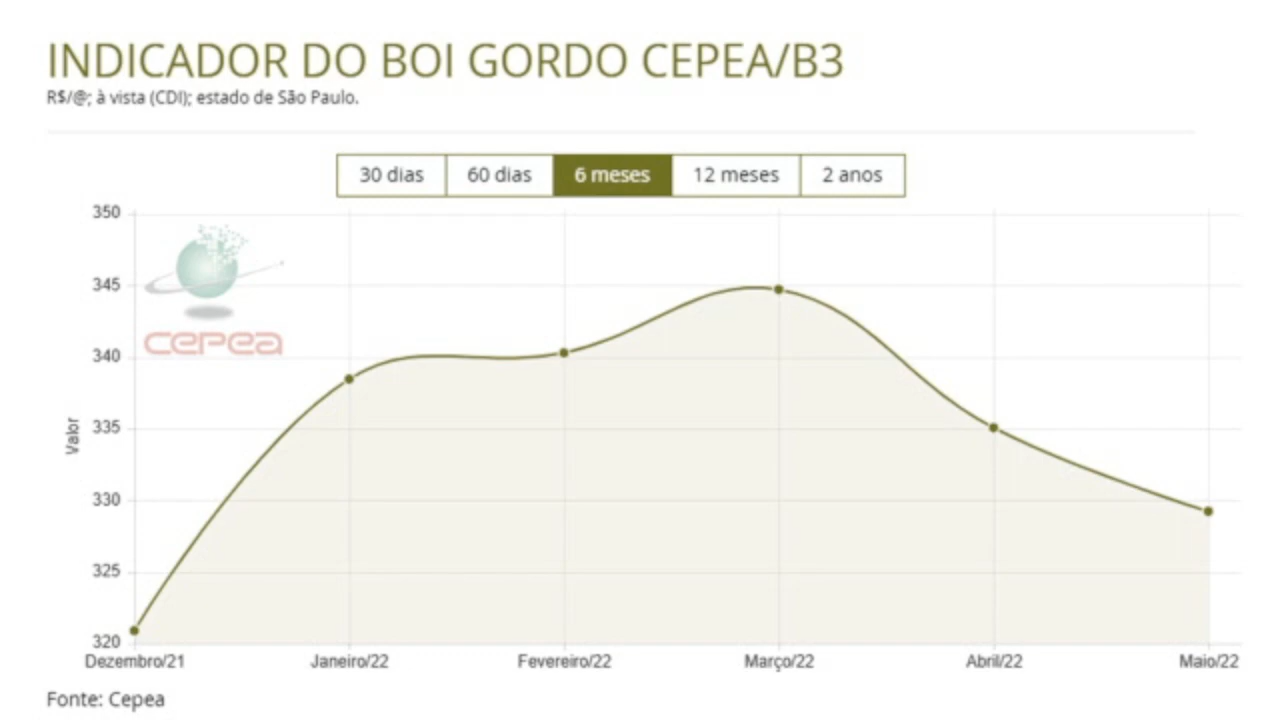 INDICADOR DO BOI GORDO CEPEA/B3
R$/@; à vista (CDI); estado de São Paulo.
30 dias 60 dias 6 meses 12 meses 2 anos
350
345
cepea
340
335
Valor
330
325
320
Dezembro/21 Janeiro/22 Fevereiro/22 Março/22 Abril/22 Maio/22
Fonte: Cepea